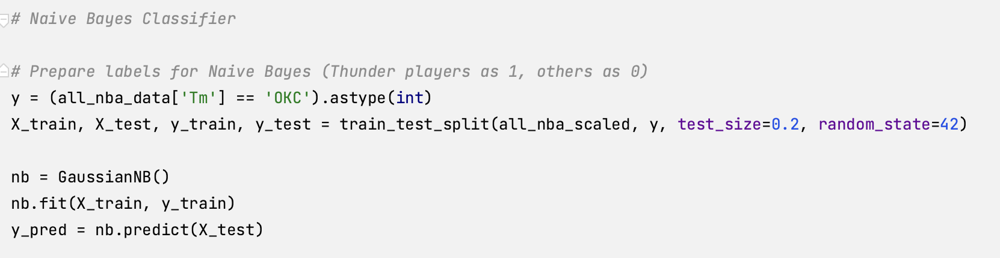 # Naive Bayes Classifier
# Prepare labels for Naive Bayes (Thunder players as 1, others as 0)
y = (all_nba_data['Tm'] == 'OKC').astype(int)
X_train, X_test, y_train, y_test = train_test_split(all_nba_scaled, y, test_size=0.2, random_state=42)
nb = GaussianNB()
nb.fit(X_train, y_train)
y_pred = nb.predict(X_test)